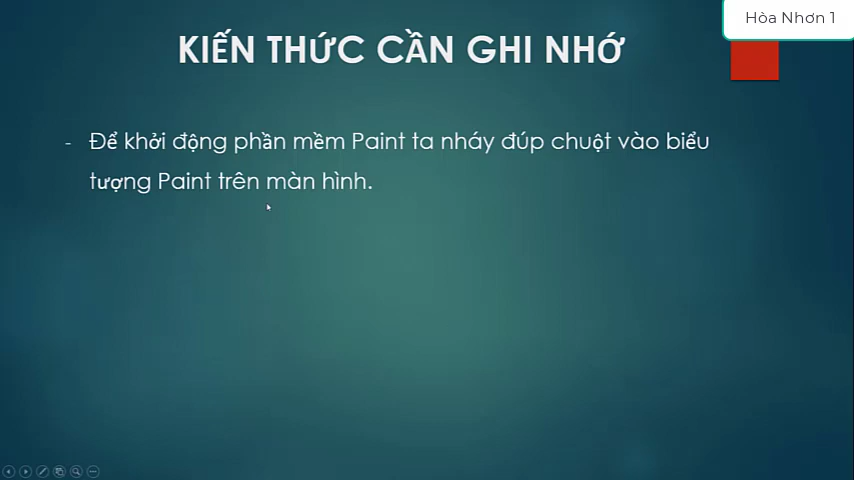 Hòa Nhơn 1
KIẾN THỨC CẦN GHI NHỚ
- Để khởi động phần mềm Paint ta nháy đúp chuột vào biểu
tượng Paint trên màn hình.